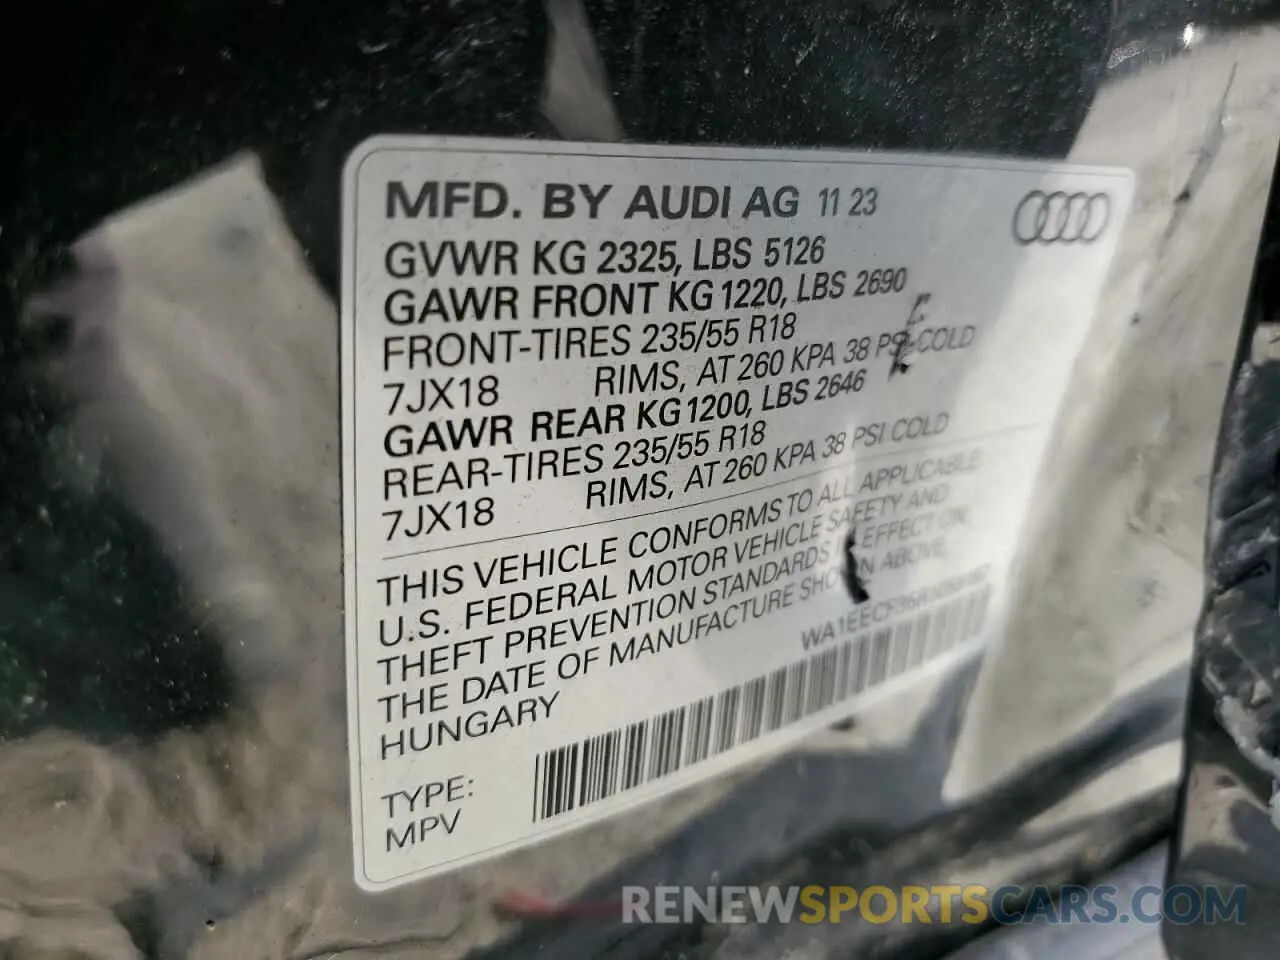 MFD. BY AUDI AG 11 23
GVWR KG 2325, LBS 5126
GAWR FRONT KG 1220, LBS 2690
FRONT-TIRES 235/55 R18
7JX18 RIMS, AT 260 KPA 38 PSI COLD
GAWR REAR KG 1200, LBS 2646
REAR-TIRES 235/55 R18
7JX18 RIMS, AT 260 KPA 38 PSI COLD
THIS VEHICLE CONFORMS TO ALL APPLICABLE
U.S. FEDERAL MOTOR VEHICLE SAFETY AND
THEFT PREVENTION STANDARDS IN EFFECT ON
THE DATE OF MANUFACTURE SHOWN ABOVE.
HUNGARY
TYPE:
MPV
RENEWSPORTSCARS.COM